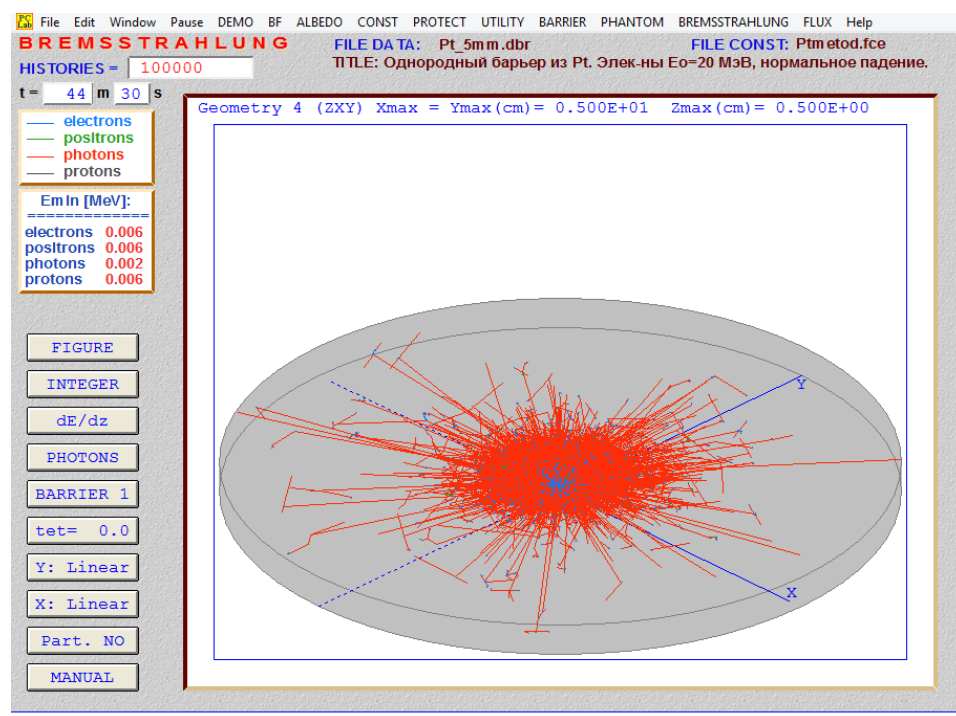 PC Lab File Edit Window Pause DEMO BF ALBEDO CONST PROTECT UTILITY BARRIER PHANTOM BREMSSTRAHLUNG FLUX Help
BREMSSTRAHLUNG FILE DATA: Pt_5mm.dbr FILE CONST: Ptmetod.fce
HISTORIES = 100000 TITLE: Однородный барьер из Pt. Элек-ны Ео=20 МэВ, нормальное падение.
t = 44 m 30 s
electrons
positrons
photons
protons
Emin [MeV]:
=============
electrons 0.006
positrons 0.006
photons 0.002
protons 0.006
FIGURE
INTEGER
dE/dz
PHOTONS
BARRIER 1
tet= 0.0
Y: Linear
X: Linear
Part. NO
MANUAL
Geometry 4 (ZXY) Xmax = Ymax(cm)= 0.500E+01 Zmax(cm)= 0.500E+00
Y
X